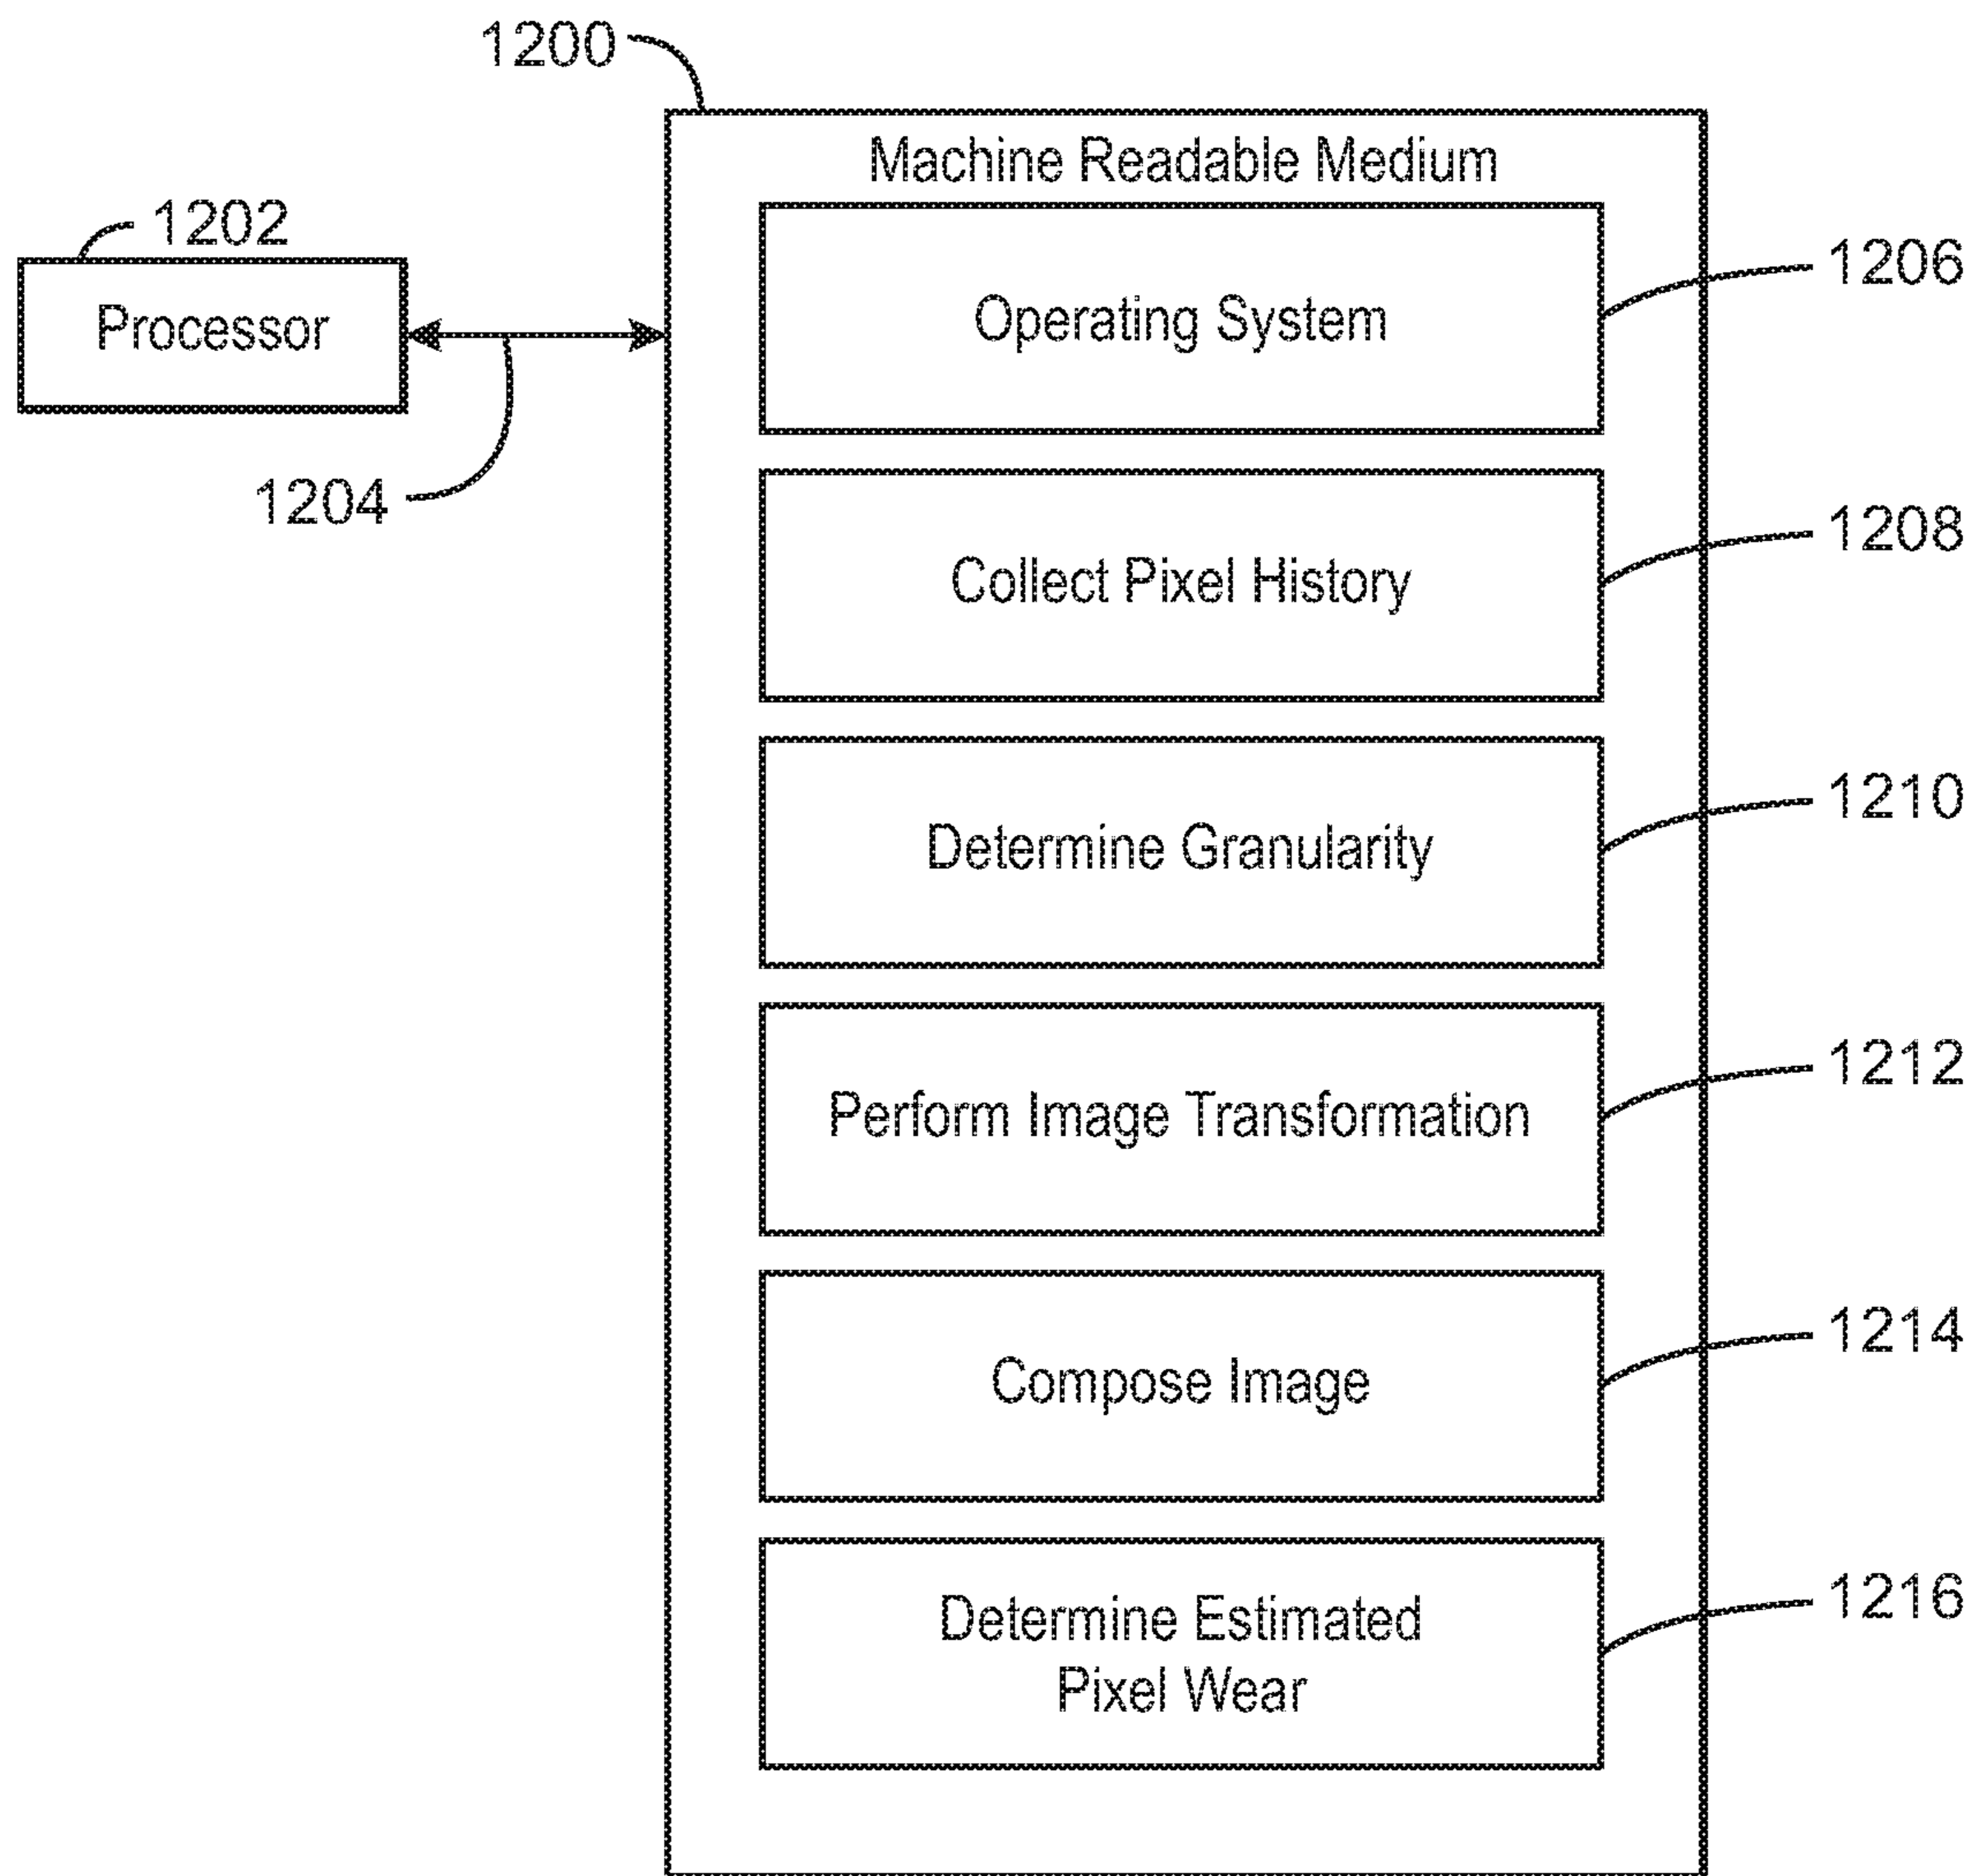 1200
Machine Readable Medium
1202
Processor
1204
Operating System
1206
Collect Pixel History
1208
Determine Granularity
1210
Perform Image Transformation
1212
Compose Image
1214
Determine Estimated
Pixel Wear
1216